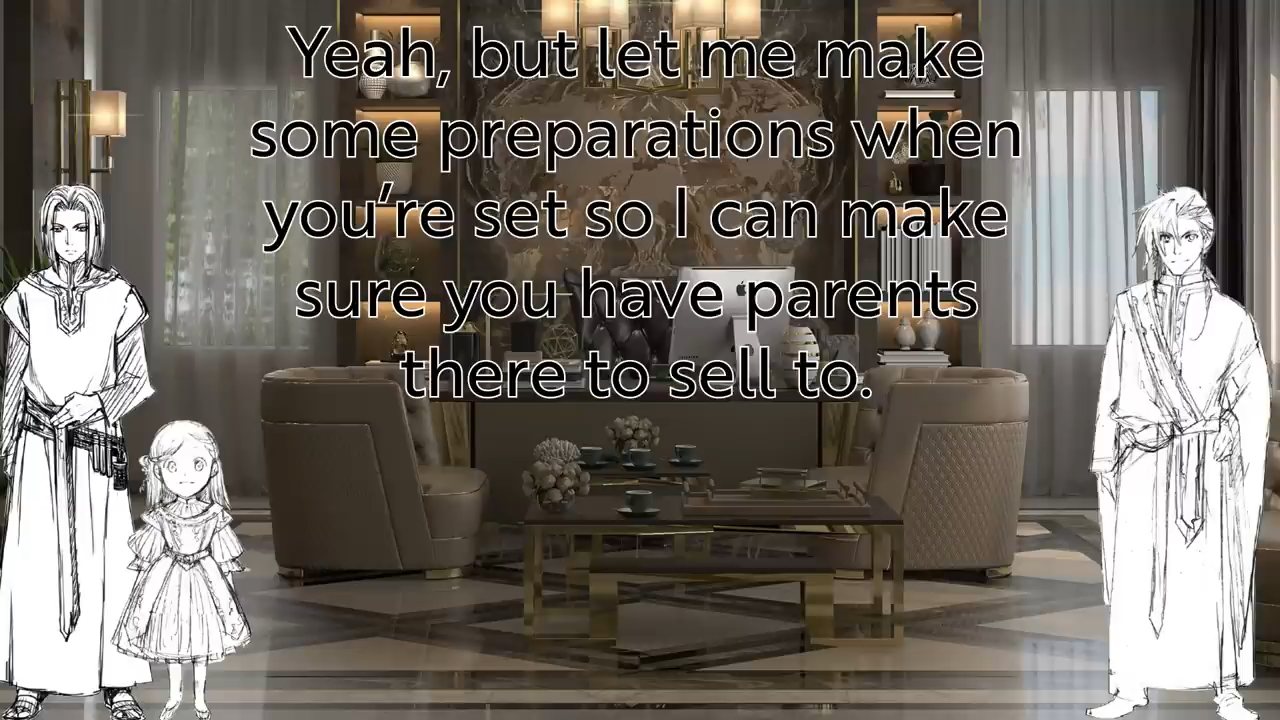 Yeah, but let me make
some preparations when
you're set so I can make
sure you have parents
there to sell to.